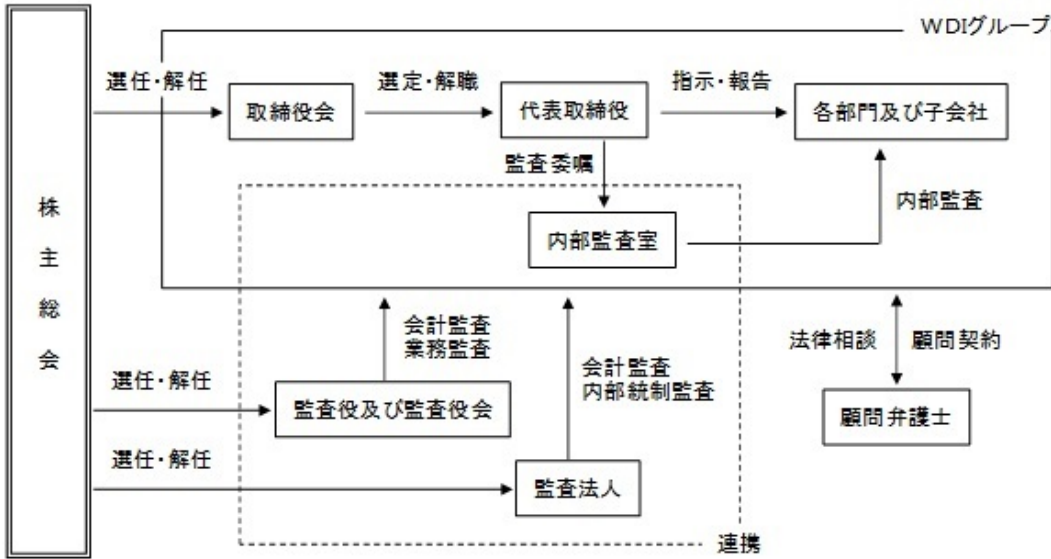 WDIグループ
選任・解任
選定・解職
指示・報告
取締役会
代表取締役
各部門及び子会社
監査委嘱
内部監査
内部監査室
株主総会
会計監査
業務監査
会計監査
内部統制監査
法律相談
顧問契約
選任・解任
監査役及び監査役会
顧問弁護士
選任・解任
監査法人
連携